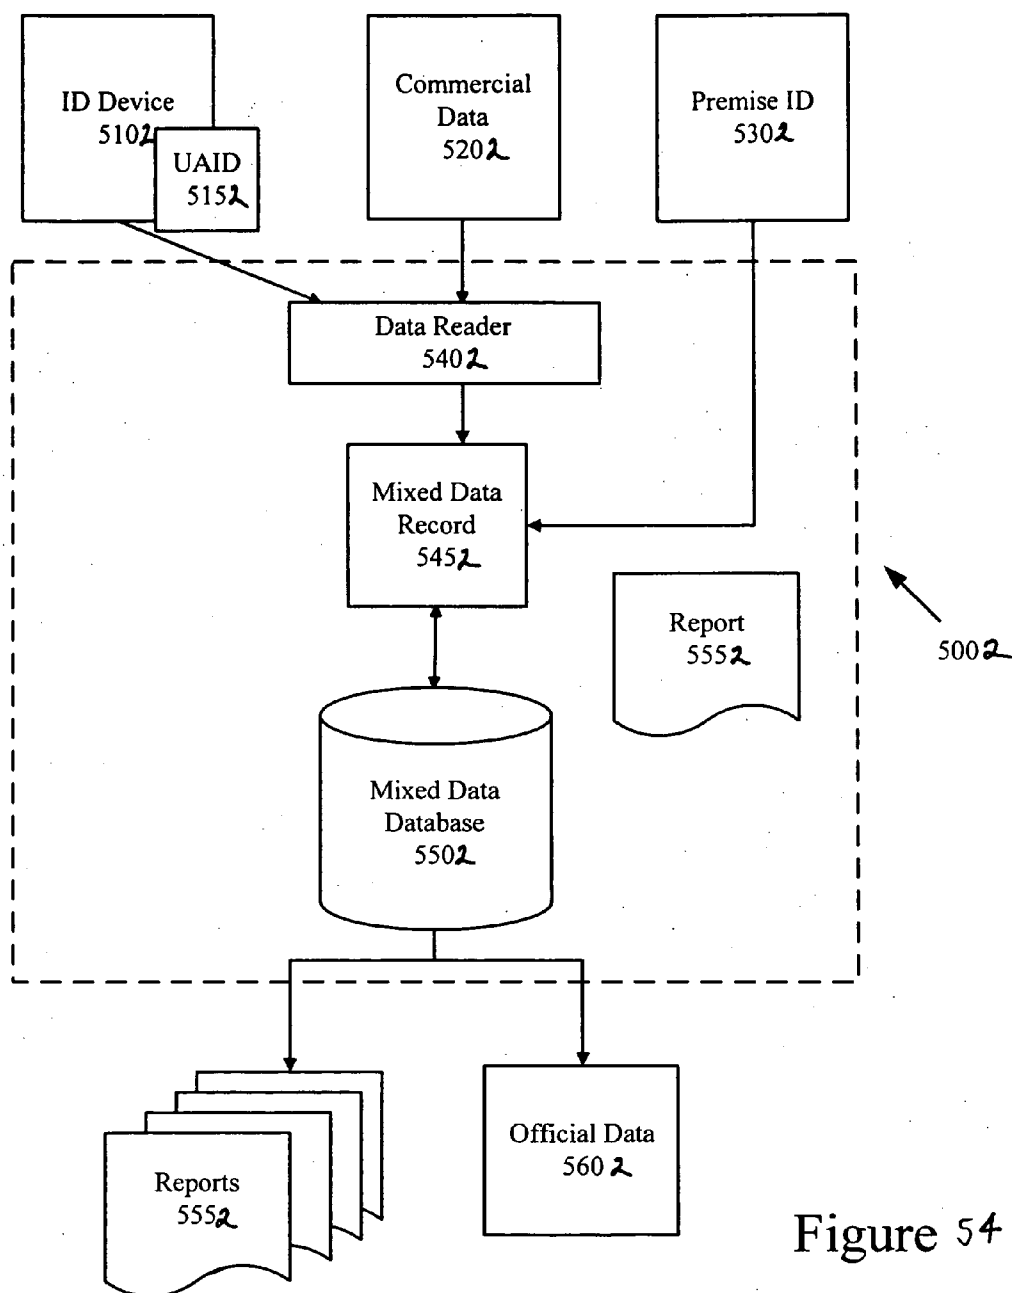 ID Device
5102
UAID
5152
Commercial
Data
5202
Premise ID
5302
Data Reader
5402
Mixed Data
Record
5452
Report
5552
5002
Mixed Data
Database
5502
Reports
5552
Official Data
5602
Figure 54